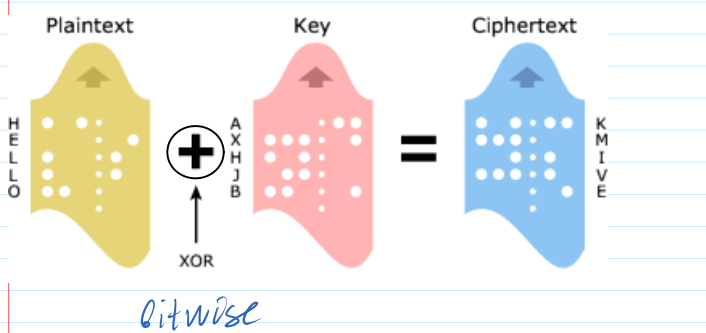 Plaintext Key Ciphertext
H A K
E X M
L H I
L J V
O B E
XOR
bitwise